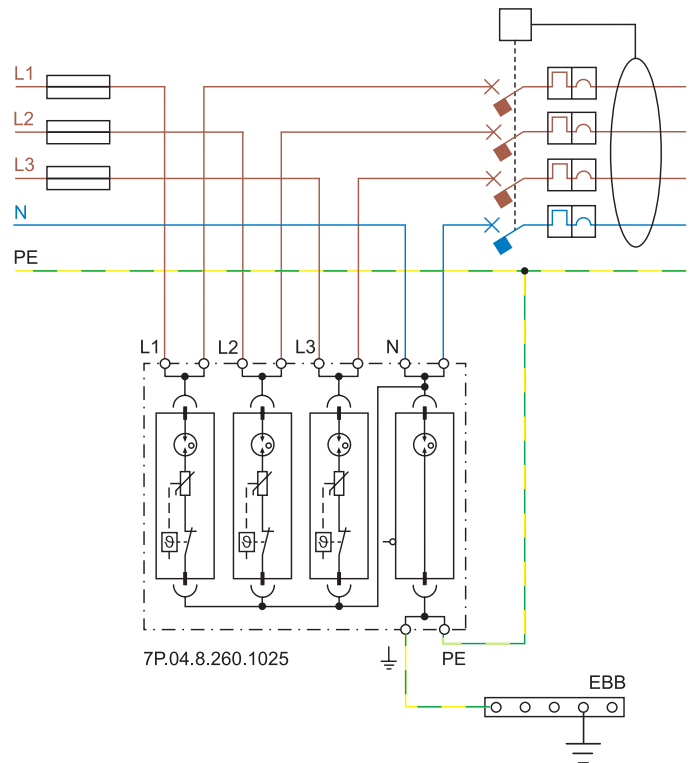 L1
L2
L3
N
PE
L1 L2 L3 N
ϑ ϑ ϑ
7P.04.8.260.1025 PE
EBB